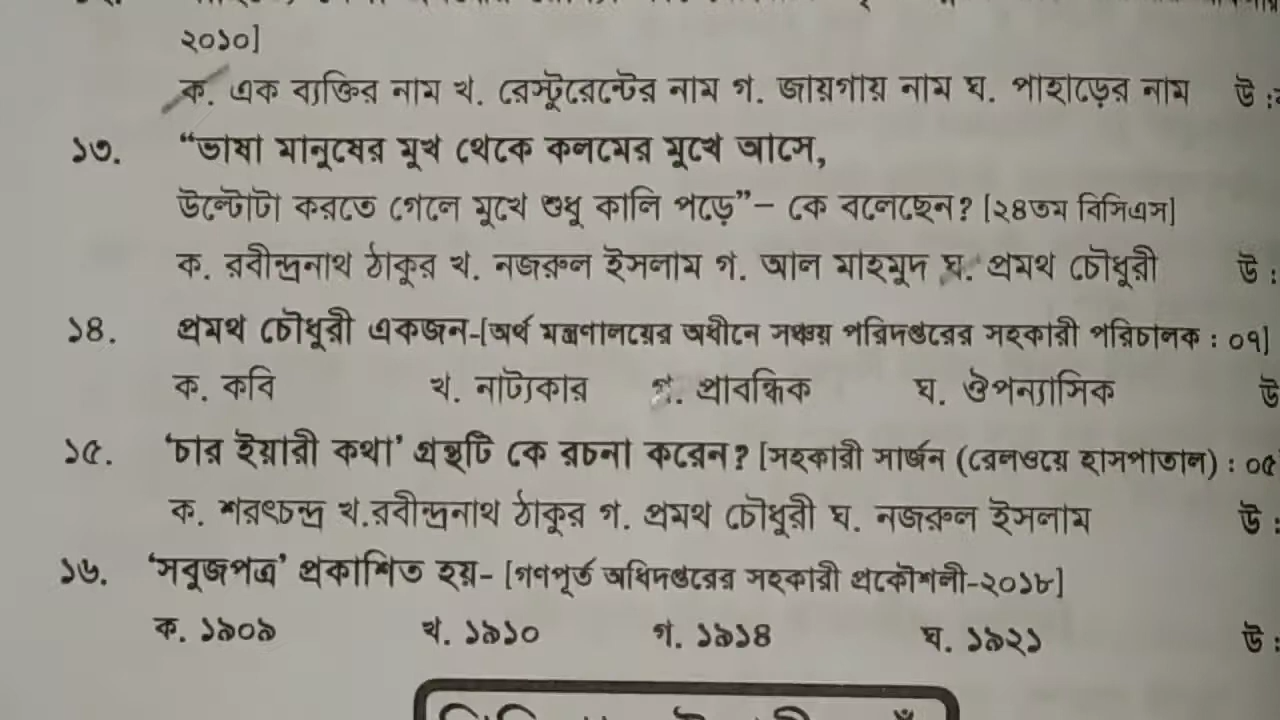 ২০১০]
ক. এক ব্যক্তির নাম খ. রেস্টুরেন্টের নাম গ. জায়গায় নাম ঘ. পাহাড়ের নাম উ :
১৩. “ভাষা মানুষের মুখ থেকে কলমের মুখে আসে,
উল্টোটা করতে গেলে মুখে শুধু কালি পড়ে”– কে বলেছেন? [২৪তম বিসিএস]
ক. রবীন্দ্রনাথ ঠাকুর খ. নজরুল ইসলাম গ. আল মাহমুদ ঘ. প্রমথ চৌধুরী উ :
১৪. প্রমথ চৌধুরী একজন-[অর্থ মন্ত্রণালয়ের অধীনে সঞ্চয় পরিদপ্তরের সহকারী পরিচালক : ০৭]
ক. কবি খ. নাট্যকার গ. প্রাবন্ধিক ঘ. ঔপন্যাসিক উ
১৫. ‘চার ইয়ারী কথা’ গ্রন্থটি কে রচনা করেন? [সহকারী সার্জন (রেলওয়ে হাসপাতাল) : ০৫
ক. শরৎচন্দ্র খ.রবীন্দ্রনাথ ঠাকুর গ. প্রমথ চৌধুরী ঘ. নজরুল ইসলাম উ :
১৬. ‘সবুজপত্র’ প্রকাশিত হয়- [গণপূর্ত অধিদপ্তরের সহকারী প্রকৌশলী-২০১৮]
ক. ১৯০৯ খ. ১৯১০ গ. ১৯১৪ ঘ. ১৯২১ উ :